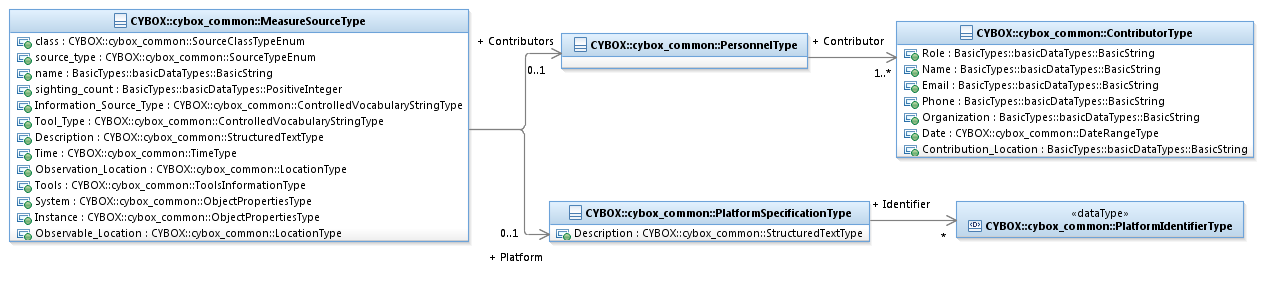 CYBOX::cybox_common::MeasureSourceType
class : CYBOX::cybox_common::SourceClassTypeEnum
source_type : CYBOX::cybox_common::SourceTypeEnum
name : BasicTypes::basicDataTypes::BasicString
sighting_count : BasicTypes::basicDataTypes::PositiveInteger
Information_Source_Type : CYBOX::cybox_common::ControlledVocabularyStringType
Tool_Type : CYBOX::cybox_common::ControlledVocabularyStringType
Description : CYBOX::cybox_common::StructuredTextType
Time : CYBOX::cybox_common::TimeType
Observation_Location : CYBOX::cybox_common::LocationType
Tools : CYBOX::cybox_common::ToolsInformationType
System : CYBOX::cybox_common::ObjectPropertiesType
Instance : CYBOX::cybox_common::ObjectPropertiesType
Observable_Location : CYBOX::cybox_common::LocationType
+ Contributors
0..1
CYBOX::cybox_common::PersonnelType
+ Contributor
1..*
CYBOX::cybox_common::ContributorType
Role : BasicTypes::basicDataTypes::BasicString
Name : BasicTypes::basicDataTypes::BasicString
Email : BasicTypes::basicDataTypes::BasicString
Phone : BasicTypes::basicDataTypes::BasicString
Organization : BasicTypes::basicDataTypes::BasicString
Date : CYBOX::cybox_common::DateRangeType
Contribution_Location : BasicTypes::basicDataTypes::BasicString
0..1
+ Platform
CYBOX::cybox_common::PlatformSpecificationType
Description : CYBOX::cybox_common::StructuredTextType
+ Identifier
*
«dataType»
CYBOX::cybox_common::PlatformIdentifierType